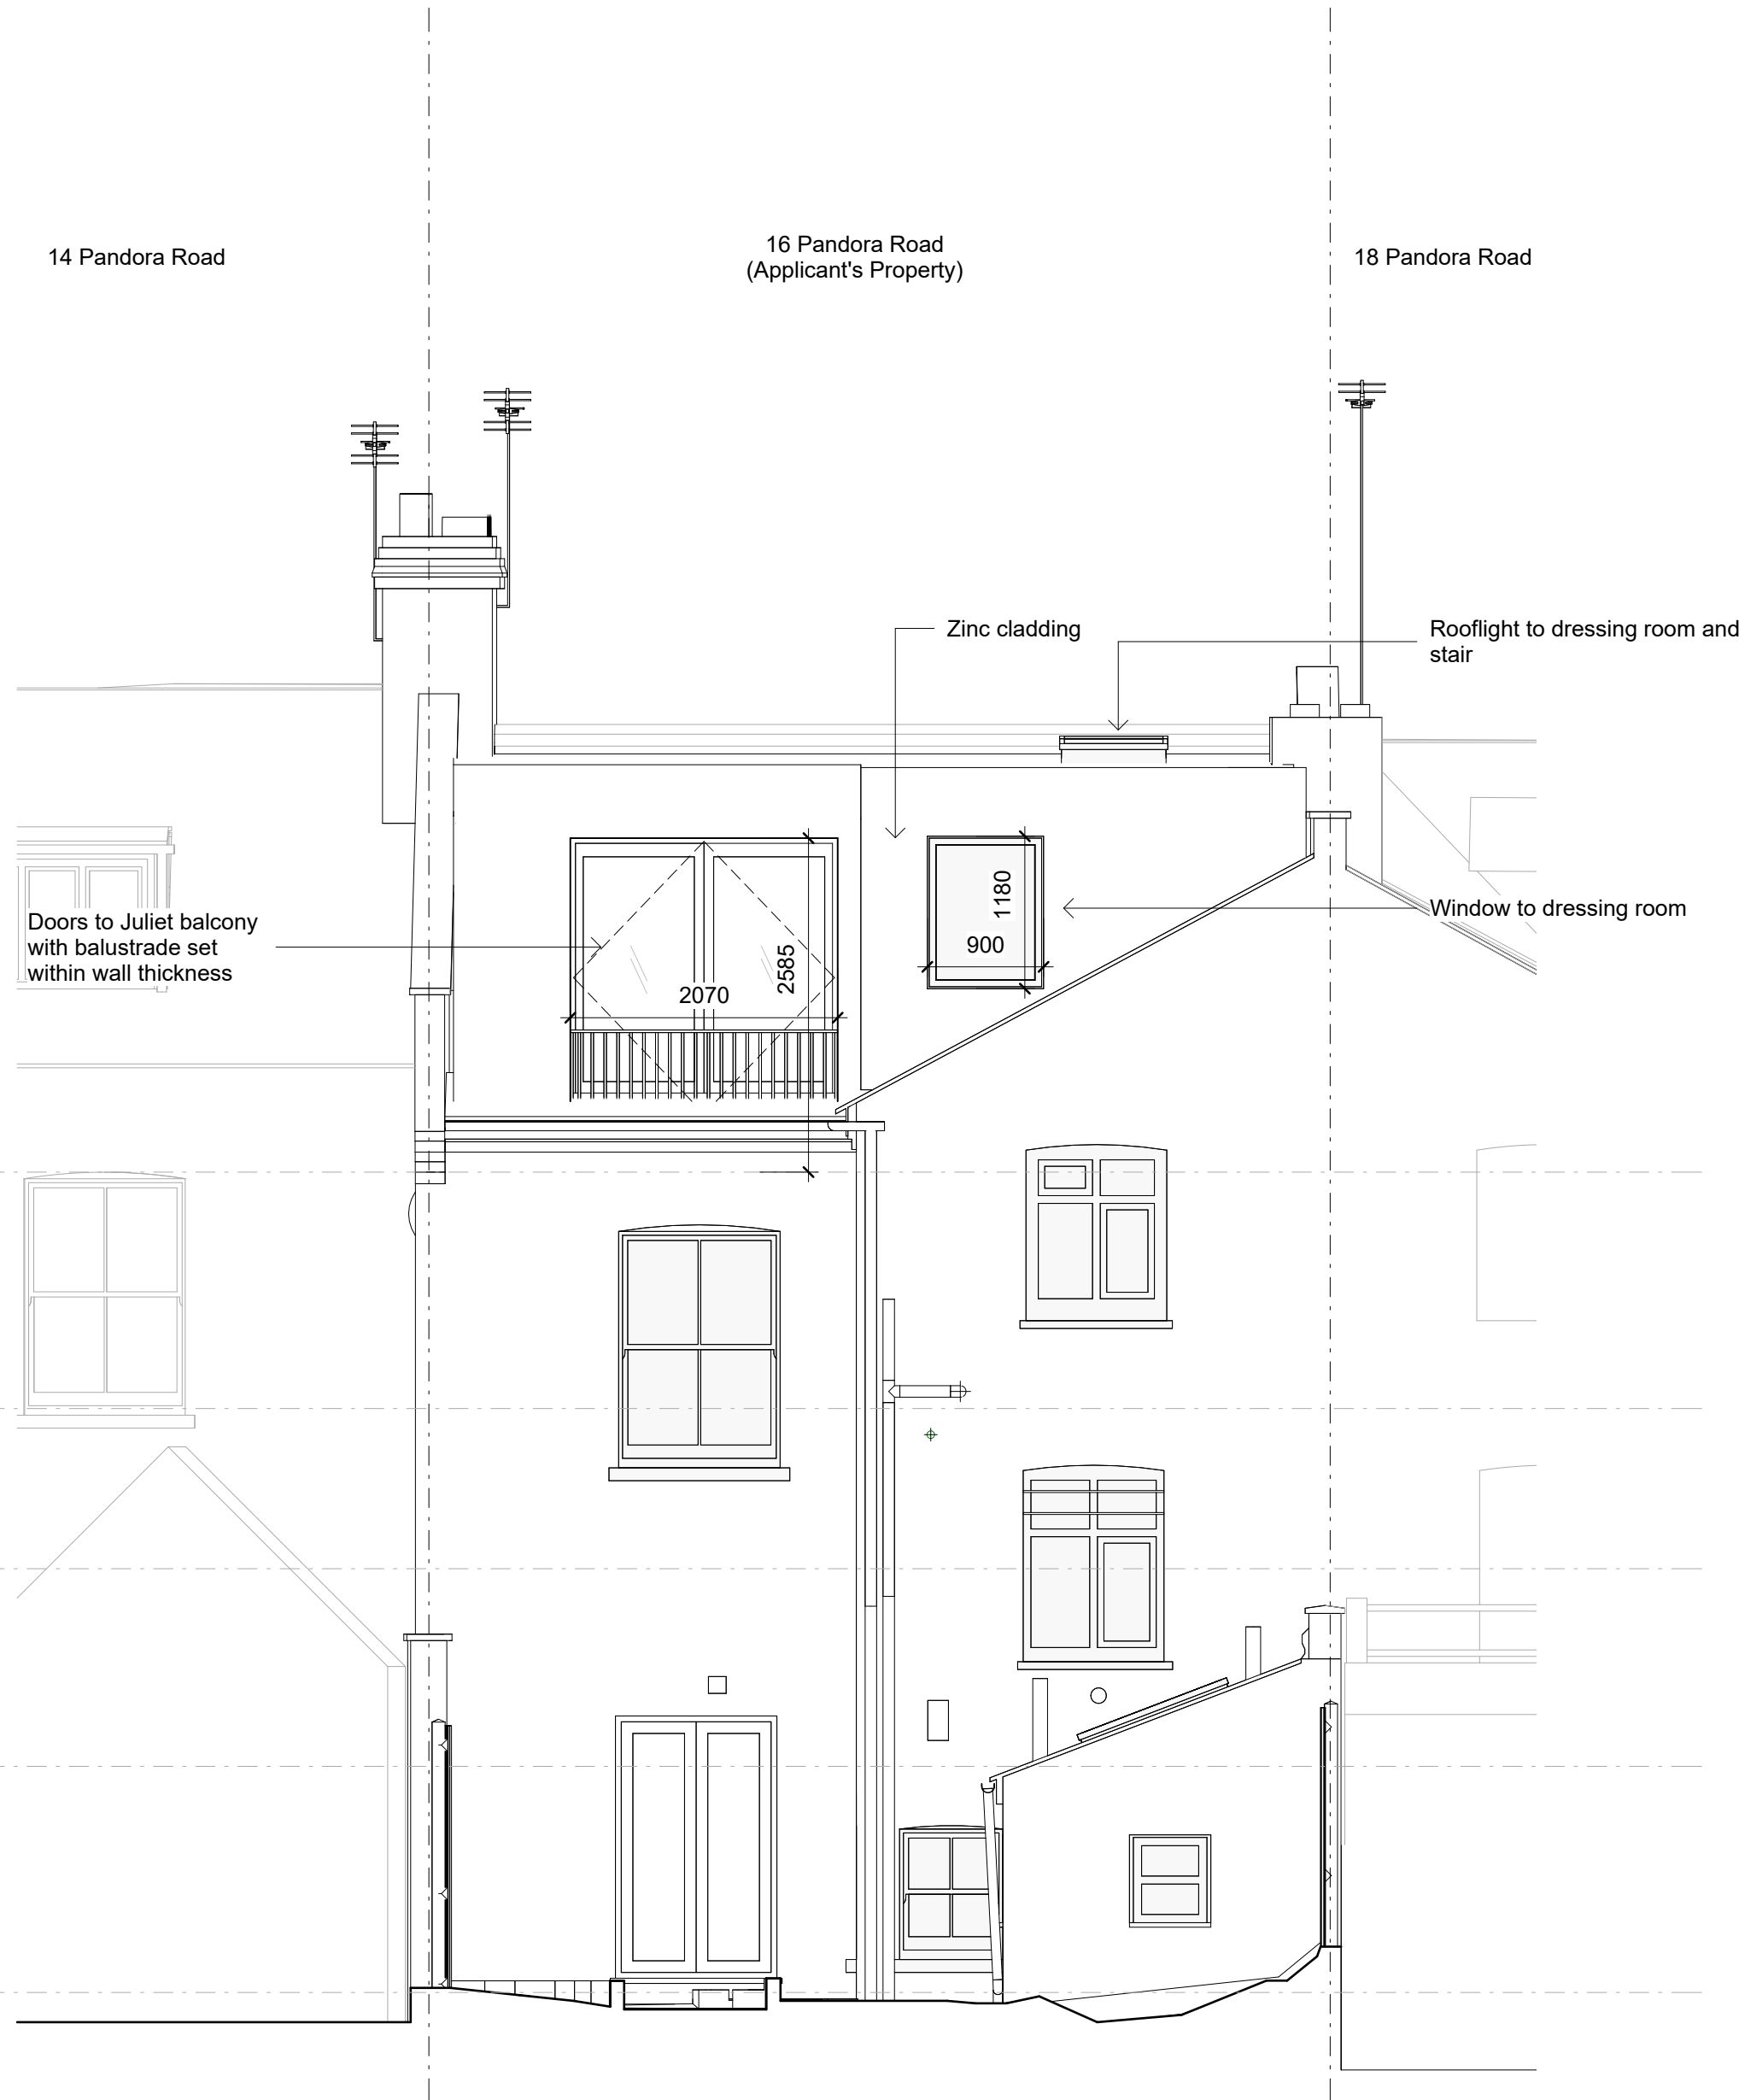 14 Pandora Road
16 Pandora Road
(Applicant's Property)
18 Pandora Road
Zinc cladding
Rooflight to dressing room and
stair
Doors to Juliet balcony
with balustrade set
within wall thickness
2070
2585
900
1180
Window to dressing room